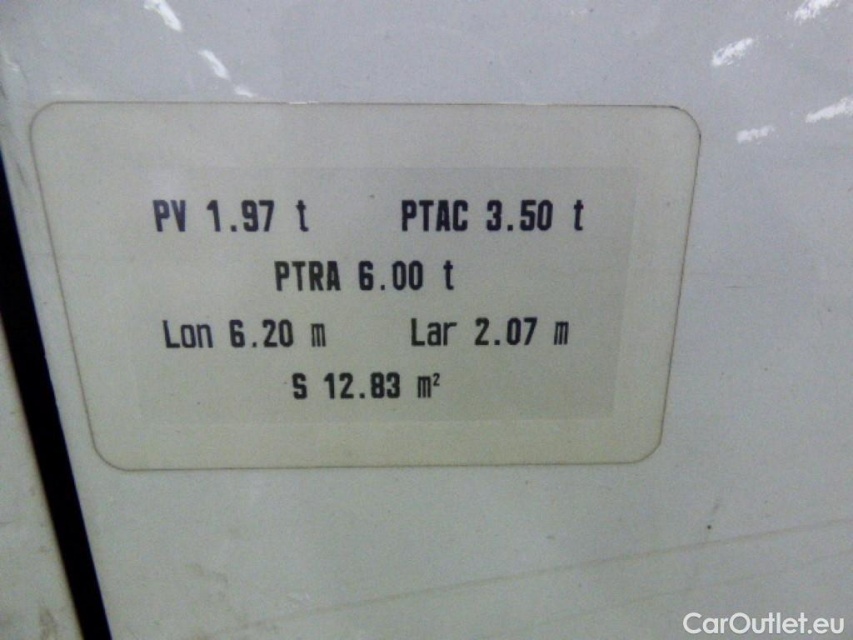 PV 1.97 t PTAC 3.50 t
PTRA 6.00 t
Lon 6.20 m Lar 2.07 m
S 12.83 m²
CarOutlet.eu